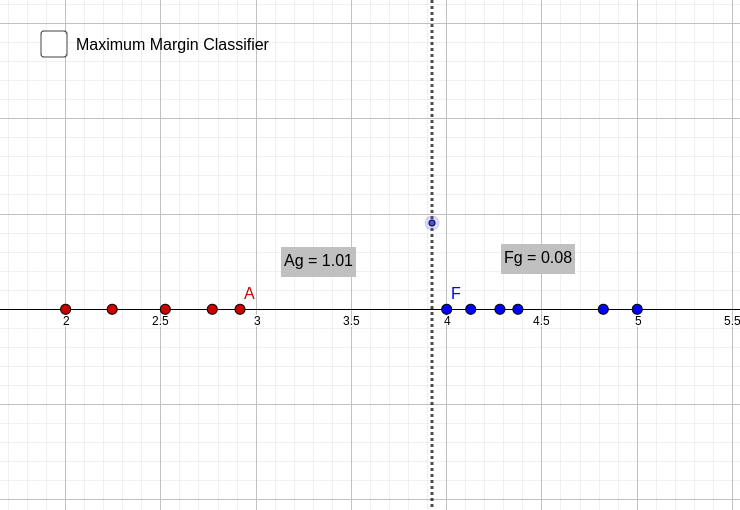 Maximum Margin Classifier
Ag = 1.01
Fg = 0.08
A
F
2
2.5
3
3.5
4
4.5
5
5.5